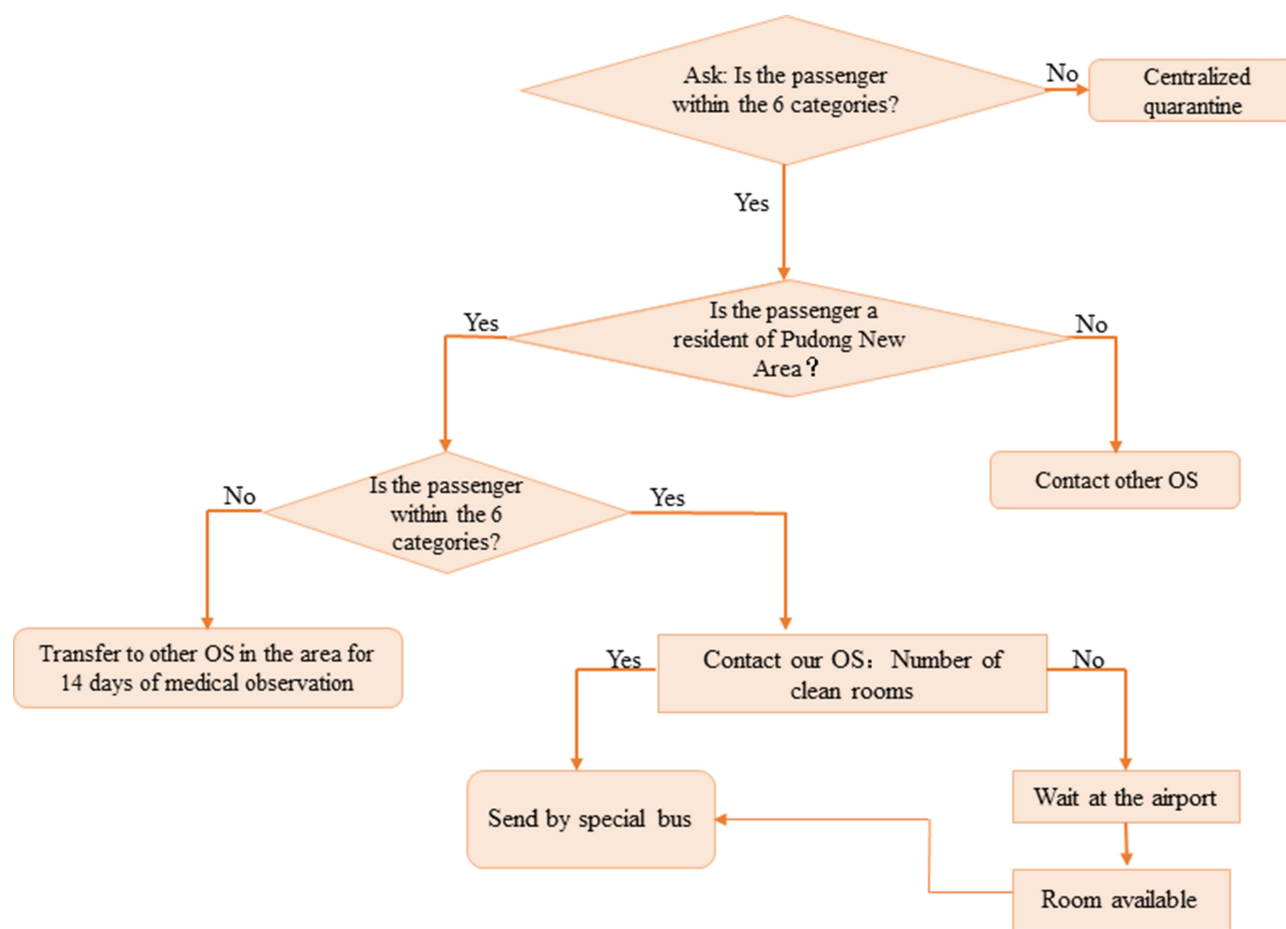 Ask: Is the passenger
within the 6 categories?
No
Centralized
quarantine
Yes
Is the passenger a
resident of Pudong New
Area？
Yes
No
Is the passenger
within the 6
categories?
No
Yes
Contact other OS
Transfer to other OS in the area for
14 days of medical observation
Contact our OS：Number of
clean rooms
Yes
No
Send by special bus
Wait at the airport
Room available